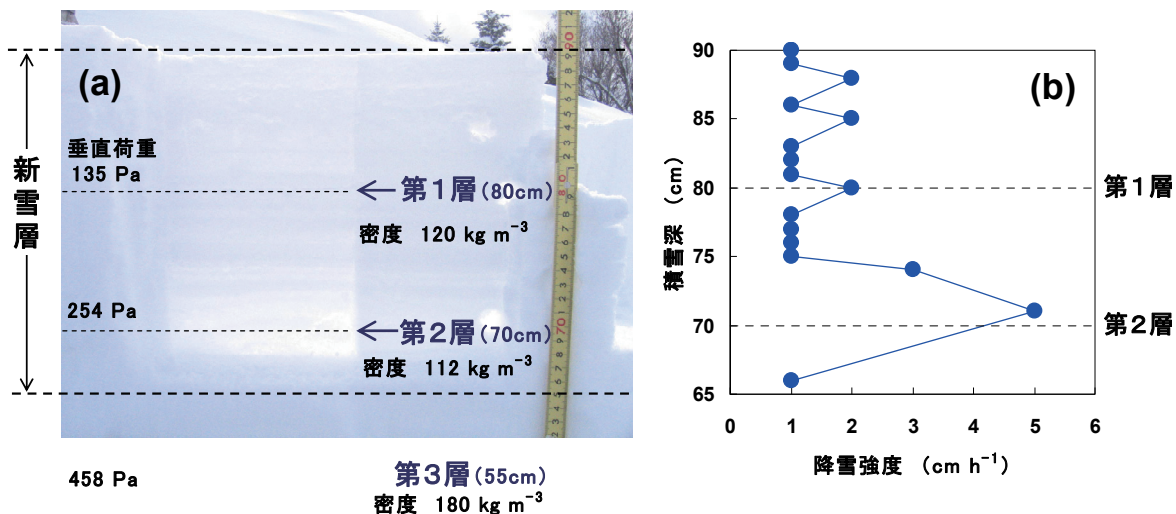 (a)
新雪層
垂直荷重
135 Pa
第1層(80cm)
密度 120 kg m⁻³
254 Pa
第2層(70cm)
密度 112 kg m⁻³
458 Pa
第3層(55cm)
密度 180 kg m⁻³
90
80
70
(b)
積雪深 (cm)
90
85
80
75
70
65
0 1 2 3 4 5 6
降雪強度 (cm h⁻¹)
第1層
第2層